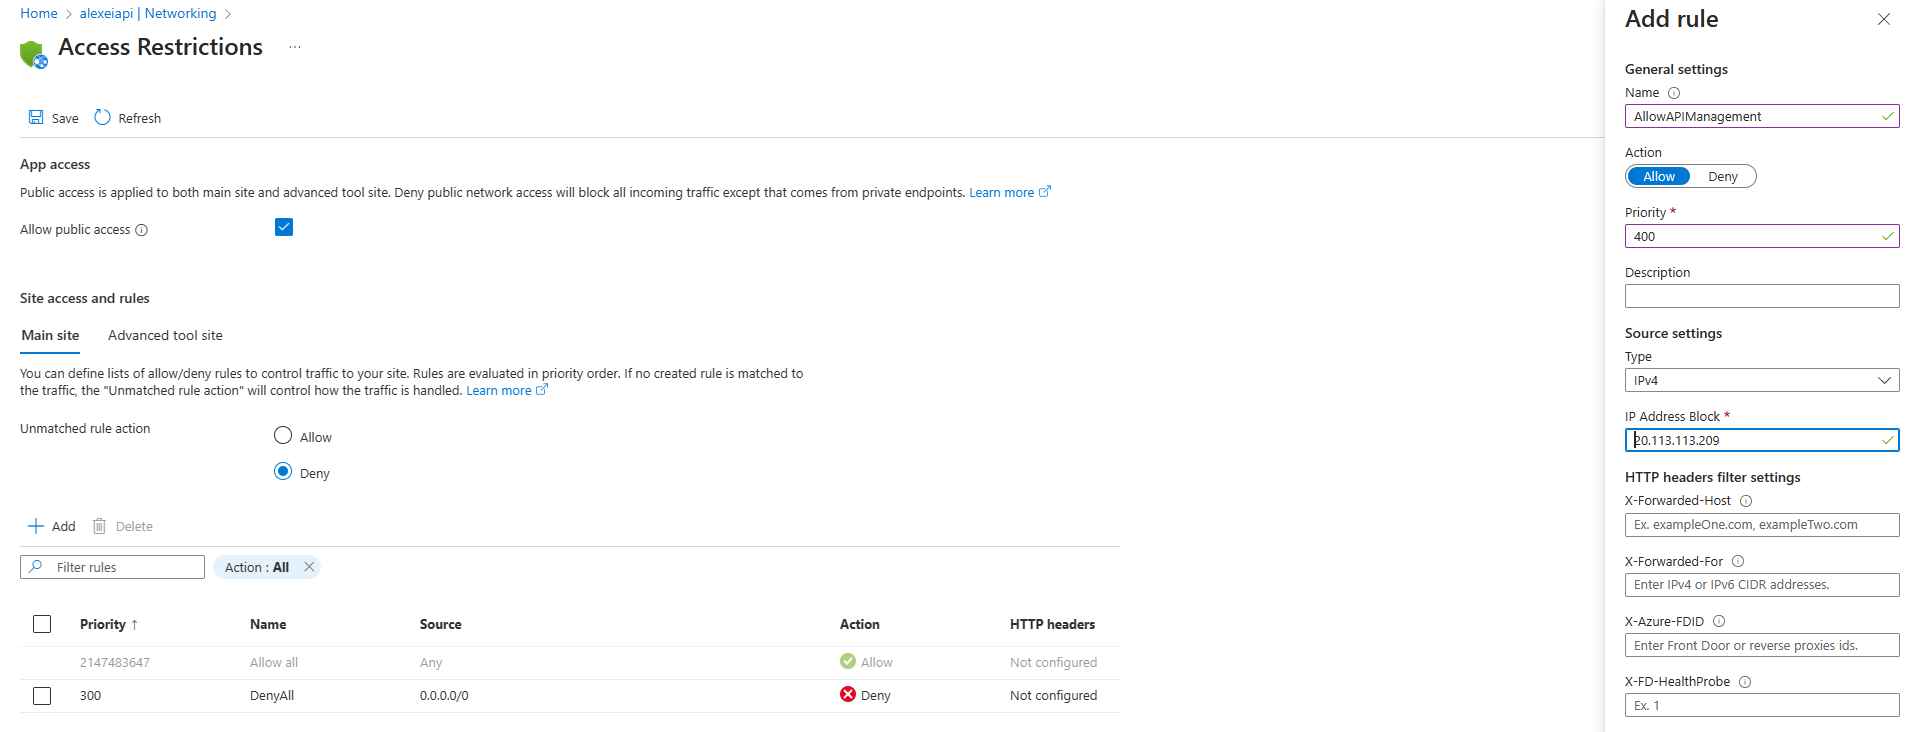 Home > alexeiapi | Networking >
Access Restrictions ...
Save Refresh
App access
Public access is applied to both main site and advanced tool site. Deny public network access will block all incoming traffic except that comes from private endpoints. Learn more
Allow public access
Site access and rules
Main site Advanced tool site
You can define lists of allow/deny rules to control traffic to your site. Rules are evaluated in priority order. If no created rule is matched to
the traffic, the "Unmatched rule action" will control how the traffic is handled. Learn more
Unmatched rule action
Allow
Deny
Add Delete
Filter rules Action : All
Priority ↑ Name Source Action HTTP headers
2147483647 Allow all Any Allow Not configured
300 DenyAll 0.0.0.0/0 Deny Not configured
Add rule
General settings
Name
AllowAPIManagement
Action
Allow Deny
Priority *
400
Description
Source settings
Type
IPv4
IP Address Block *
20.113.113.209
HTTP headers filter settings
X-Forwarded-Host
Ex. exampleOne.com, exampleTwo.com
X-Forwarded-For
Enter IPv4 or IPv6 CIDR addresses.
X-Azure-FDID
Enter Front Door or reverse proxies ids.
X-FD-HealthProbe
Ex. 1